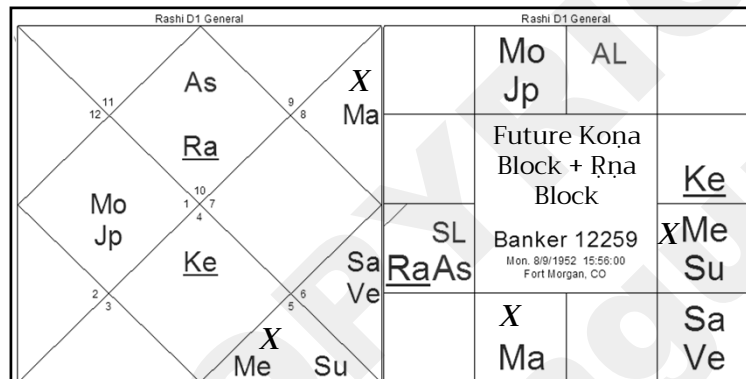 Rashi D1 General
As
Ra
X
Ma
11
12
9
8
10
1 7
4
Mo
Jp
Ke
Sa
Ve
2
3
6
5
X
Me Su
Rashi D1 General
Mo
Jp
AL
Future Koṇa
Block + Ṛṇa
Block
Banker 12259
Mon. 8/9/1952 15:56:00
Fort Morgan, CO
Ke
SL
RaAs
XMe
Su
X
Ma
Sa
Ve